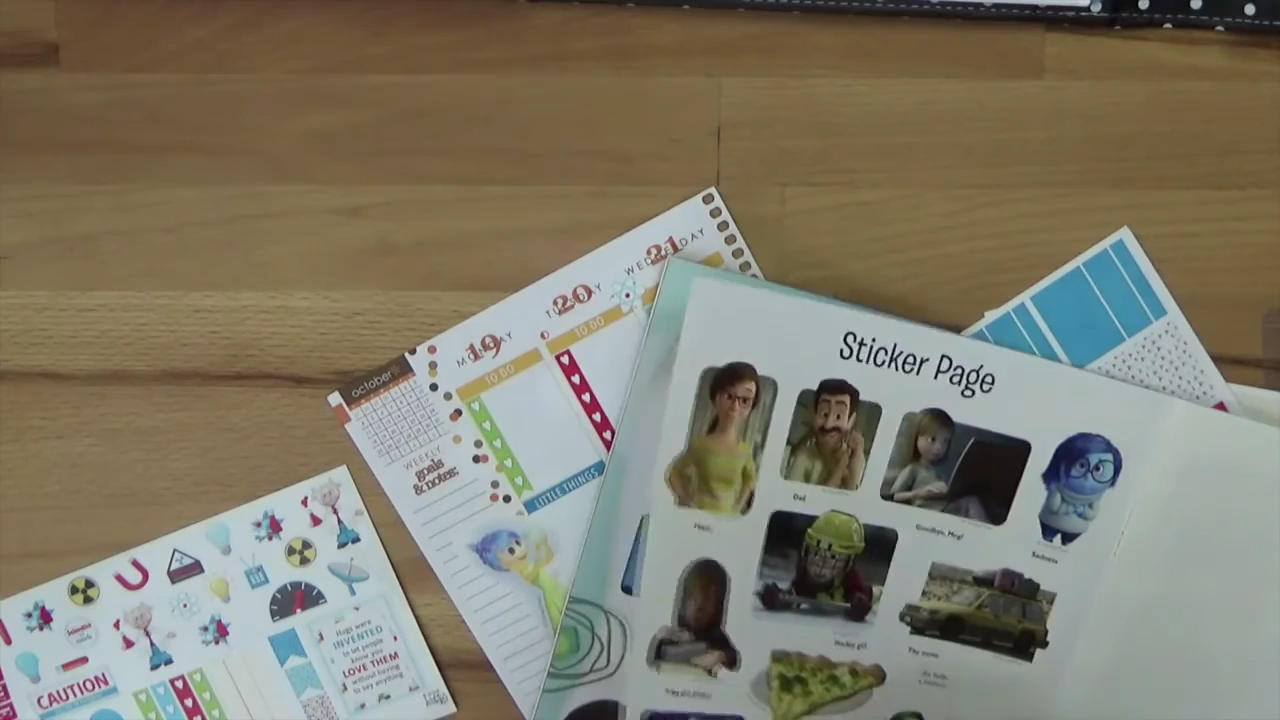 Sticker Page
Dad
Goodbye, Meg!
Sadness
Hockey girl
october
MONDAY
19
TUESDAY
20
WEDNESDAY
21
TO DO
TO DO
WEEKLY
goals
& notes:
LITTLE THINGS
CAUTION
Hugs were
INVENTED
to let people
know you
LOVE THEM
without having
to say anything